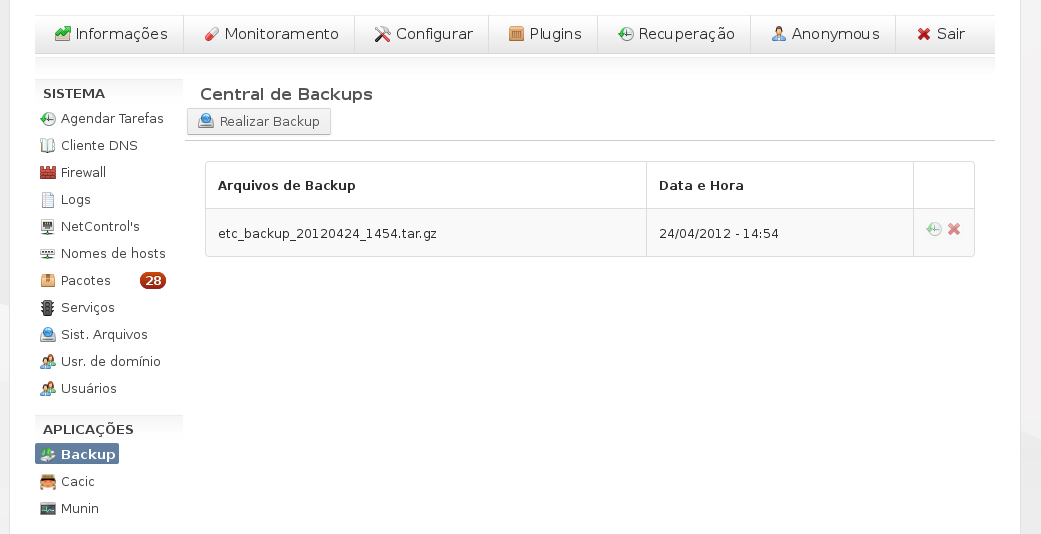 Informações Monitoramento Configurar Plugins Recuperação Anonymous Sair
SISTEMA
Agendar Tarefas
Cliente DNS
Firewall
Logs
NetControl's
Nomes de hosts
Pacotes 28
Serviços
Sist. Arquivos
Usr. de domínio
Usuários
APLICAÇÕES
Backup
Cacic
Munin
Central de Backups
Realizar Backup
Arquivos de Backup Data e Hora
etc_backup_20120424_1454.tar.gz 24/04/2012 - 14:54